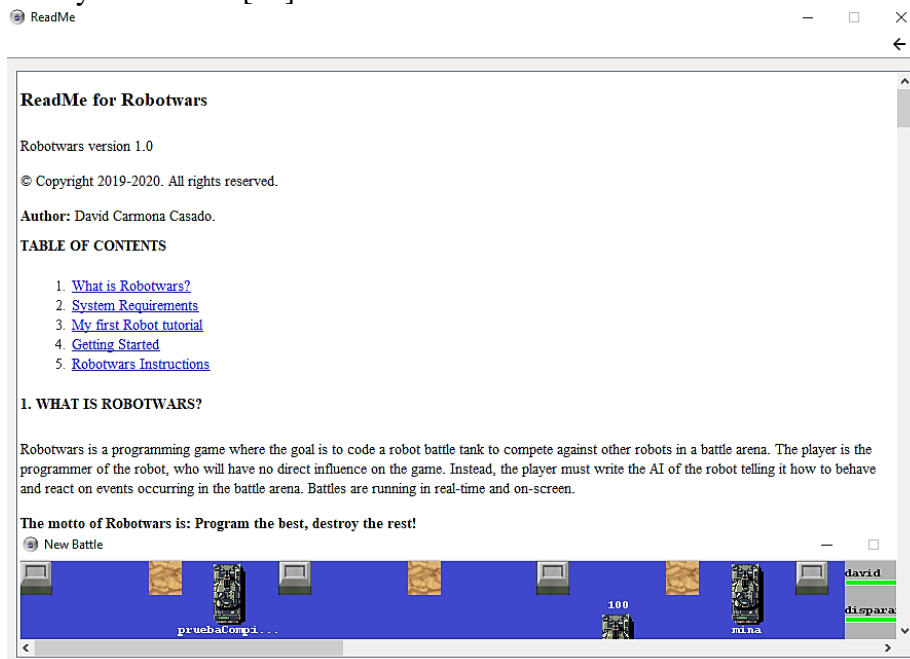 ReadMe
ReadMe for Robotwars
Robotwars version 1.0
© Copyright 2019-2020. All rights reserved.
Author: David Carmona Casado.
TABLE OF CONTENTS
1. What is Robotwars?
2. System Requirements
3. My first Robot tutorial
4. Getting Started
5. Robotwars Instructions
1. WHAT IS ROBOTWARS?
Robotwars is a programming game where the goal is to code a robot battle tank to compete against other robots in a battle arena. The player is the
programmer of the robot, who will have no direct influence on the game. Instead, the player must write the AI of the robot telling it how to behave
and react on events occurring in the battle arena. Battles are running in real-time and on-screen.
The motto of Robotwars is: Program the best, destroy the rest!
New Battle
david
100
dispara
pruebaCompi...
mina